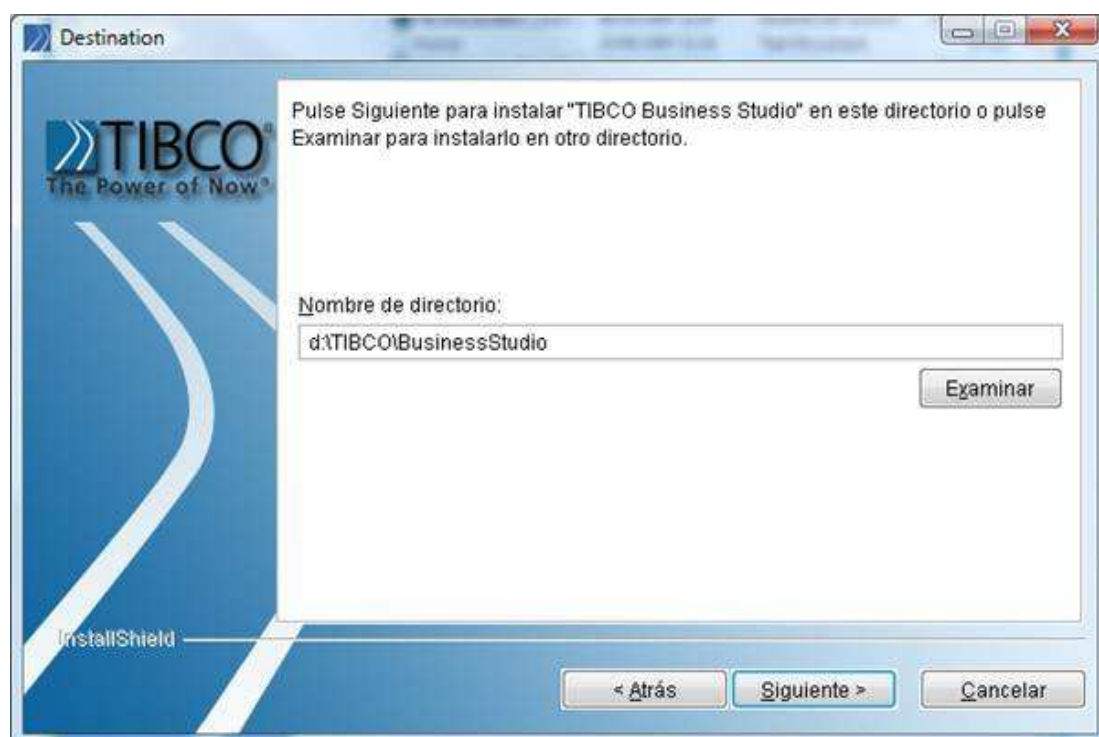 Destination
TIBCO®
The Power of Now®
Pulse Siguiente para instalar "TIBCO Business Studio" en este directorio o pulse
Examinar para instalarlo en otro directorio.
Nombre de directorio:
d:\TIBCO\BusinessStudio
Examinar
InstallShield
< Atrás
Siguiente >
Cancelar